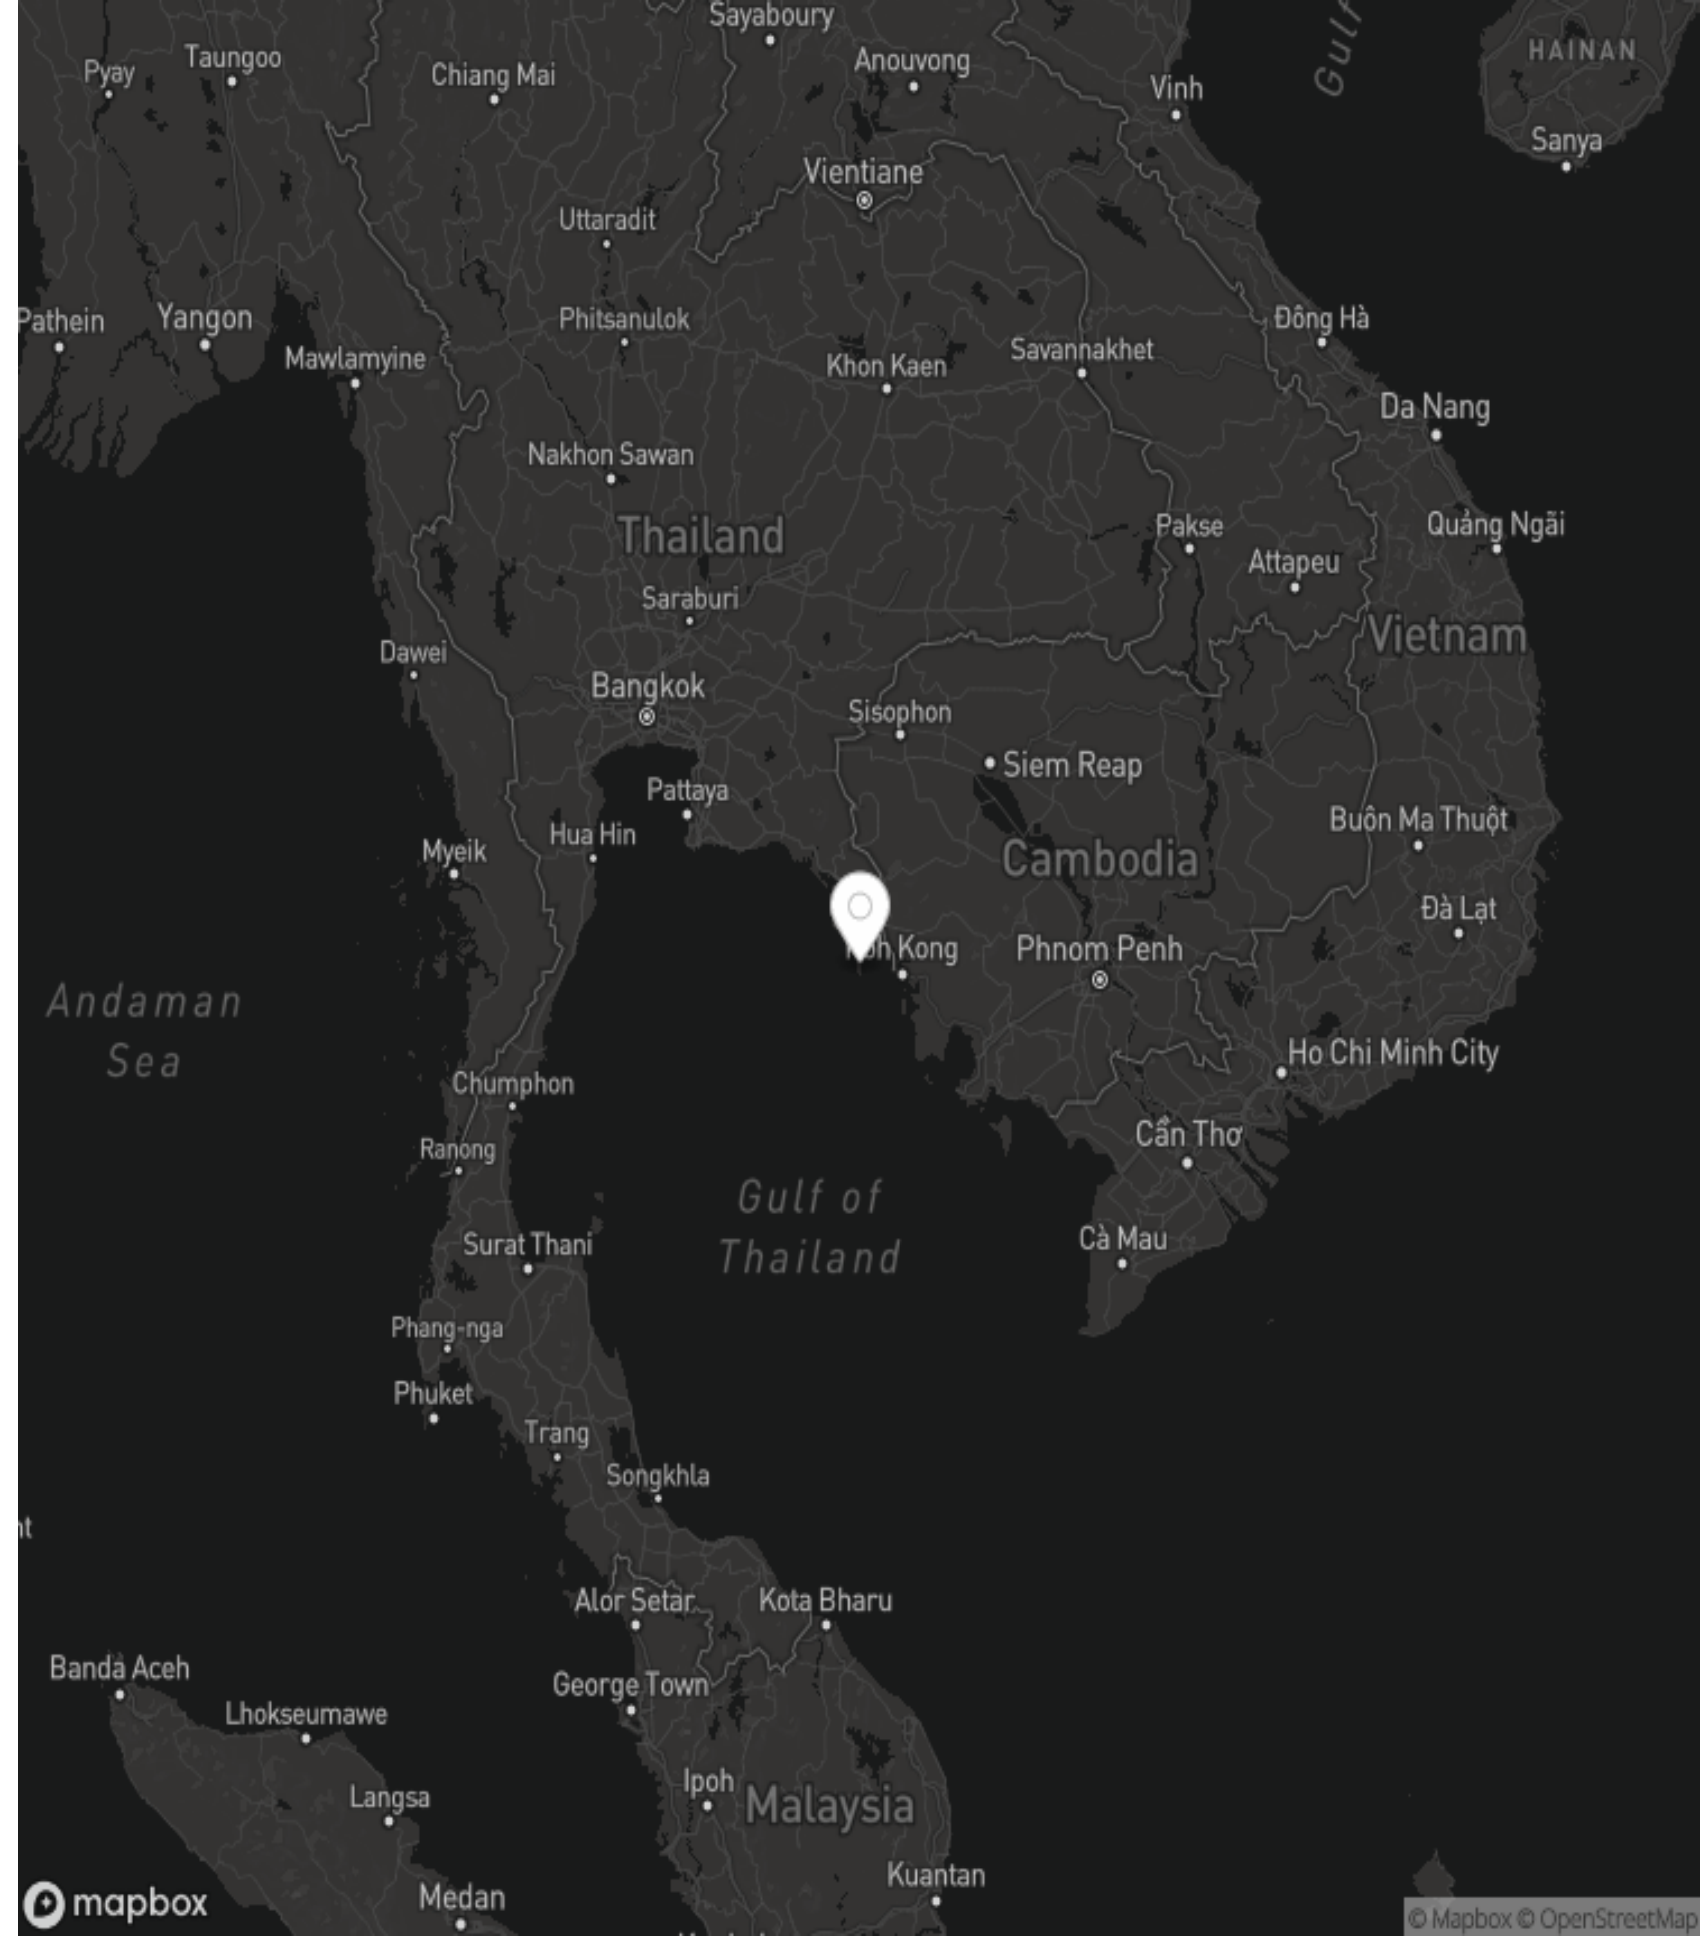 Sayaboury
Gulf
HAINAN
Taungoo
Anouvong
Pyay
Chiang Mai
Vinh
Sanya
Vientiane
Uttaradit
Pathein
Yangon
Phitsanulok
Đông Hà
Mawlamyine
Khon Kaen
Savannakhet
Da Nang
Nakhon Sawan
Thailand
Pakse
Quảng Ngãi
Attapeu
Saraburi
Vietnam
Dawei
Bangkok
Sisophon
Siem Reap
Pattaya
Hua Hin
Buôn Ma Thuột
Myeik
Cambodia
Đà Lạt
Kong
Phnom Penh
Andaman
Sea
Ho Chi Minh City
Chumphon
Cần Thơ
Ranong
Gulf of
Thailand
Surat Thani
Cà Mau
Phang-nga
Phuket
Trang
Songkhla
Alor Setar
Kota Bharu
Banda Aceh
George Town
Lhokseumawe
Ipoh
Langsa
Malaysia
Kuantan
Medan
mapbox
© Mapbox © OpenStreetMap